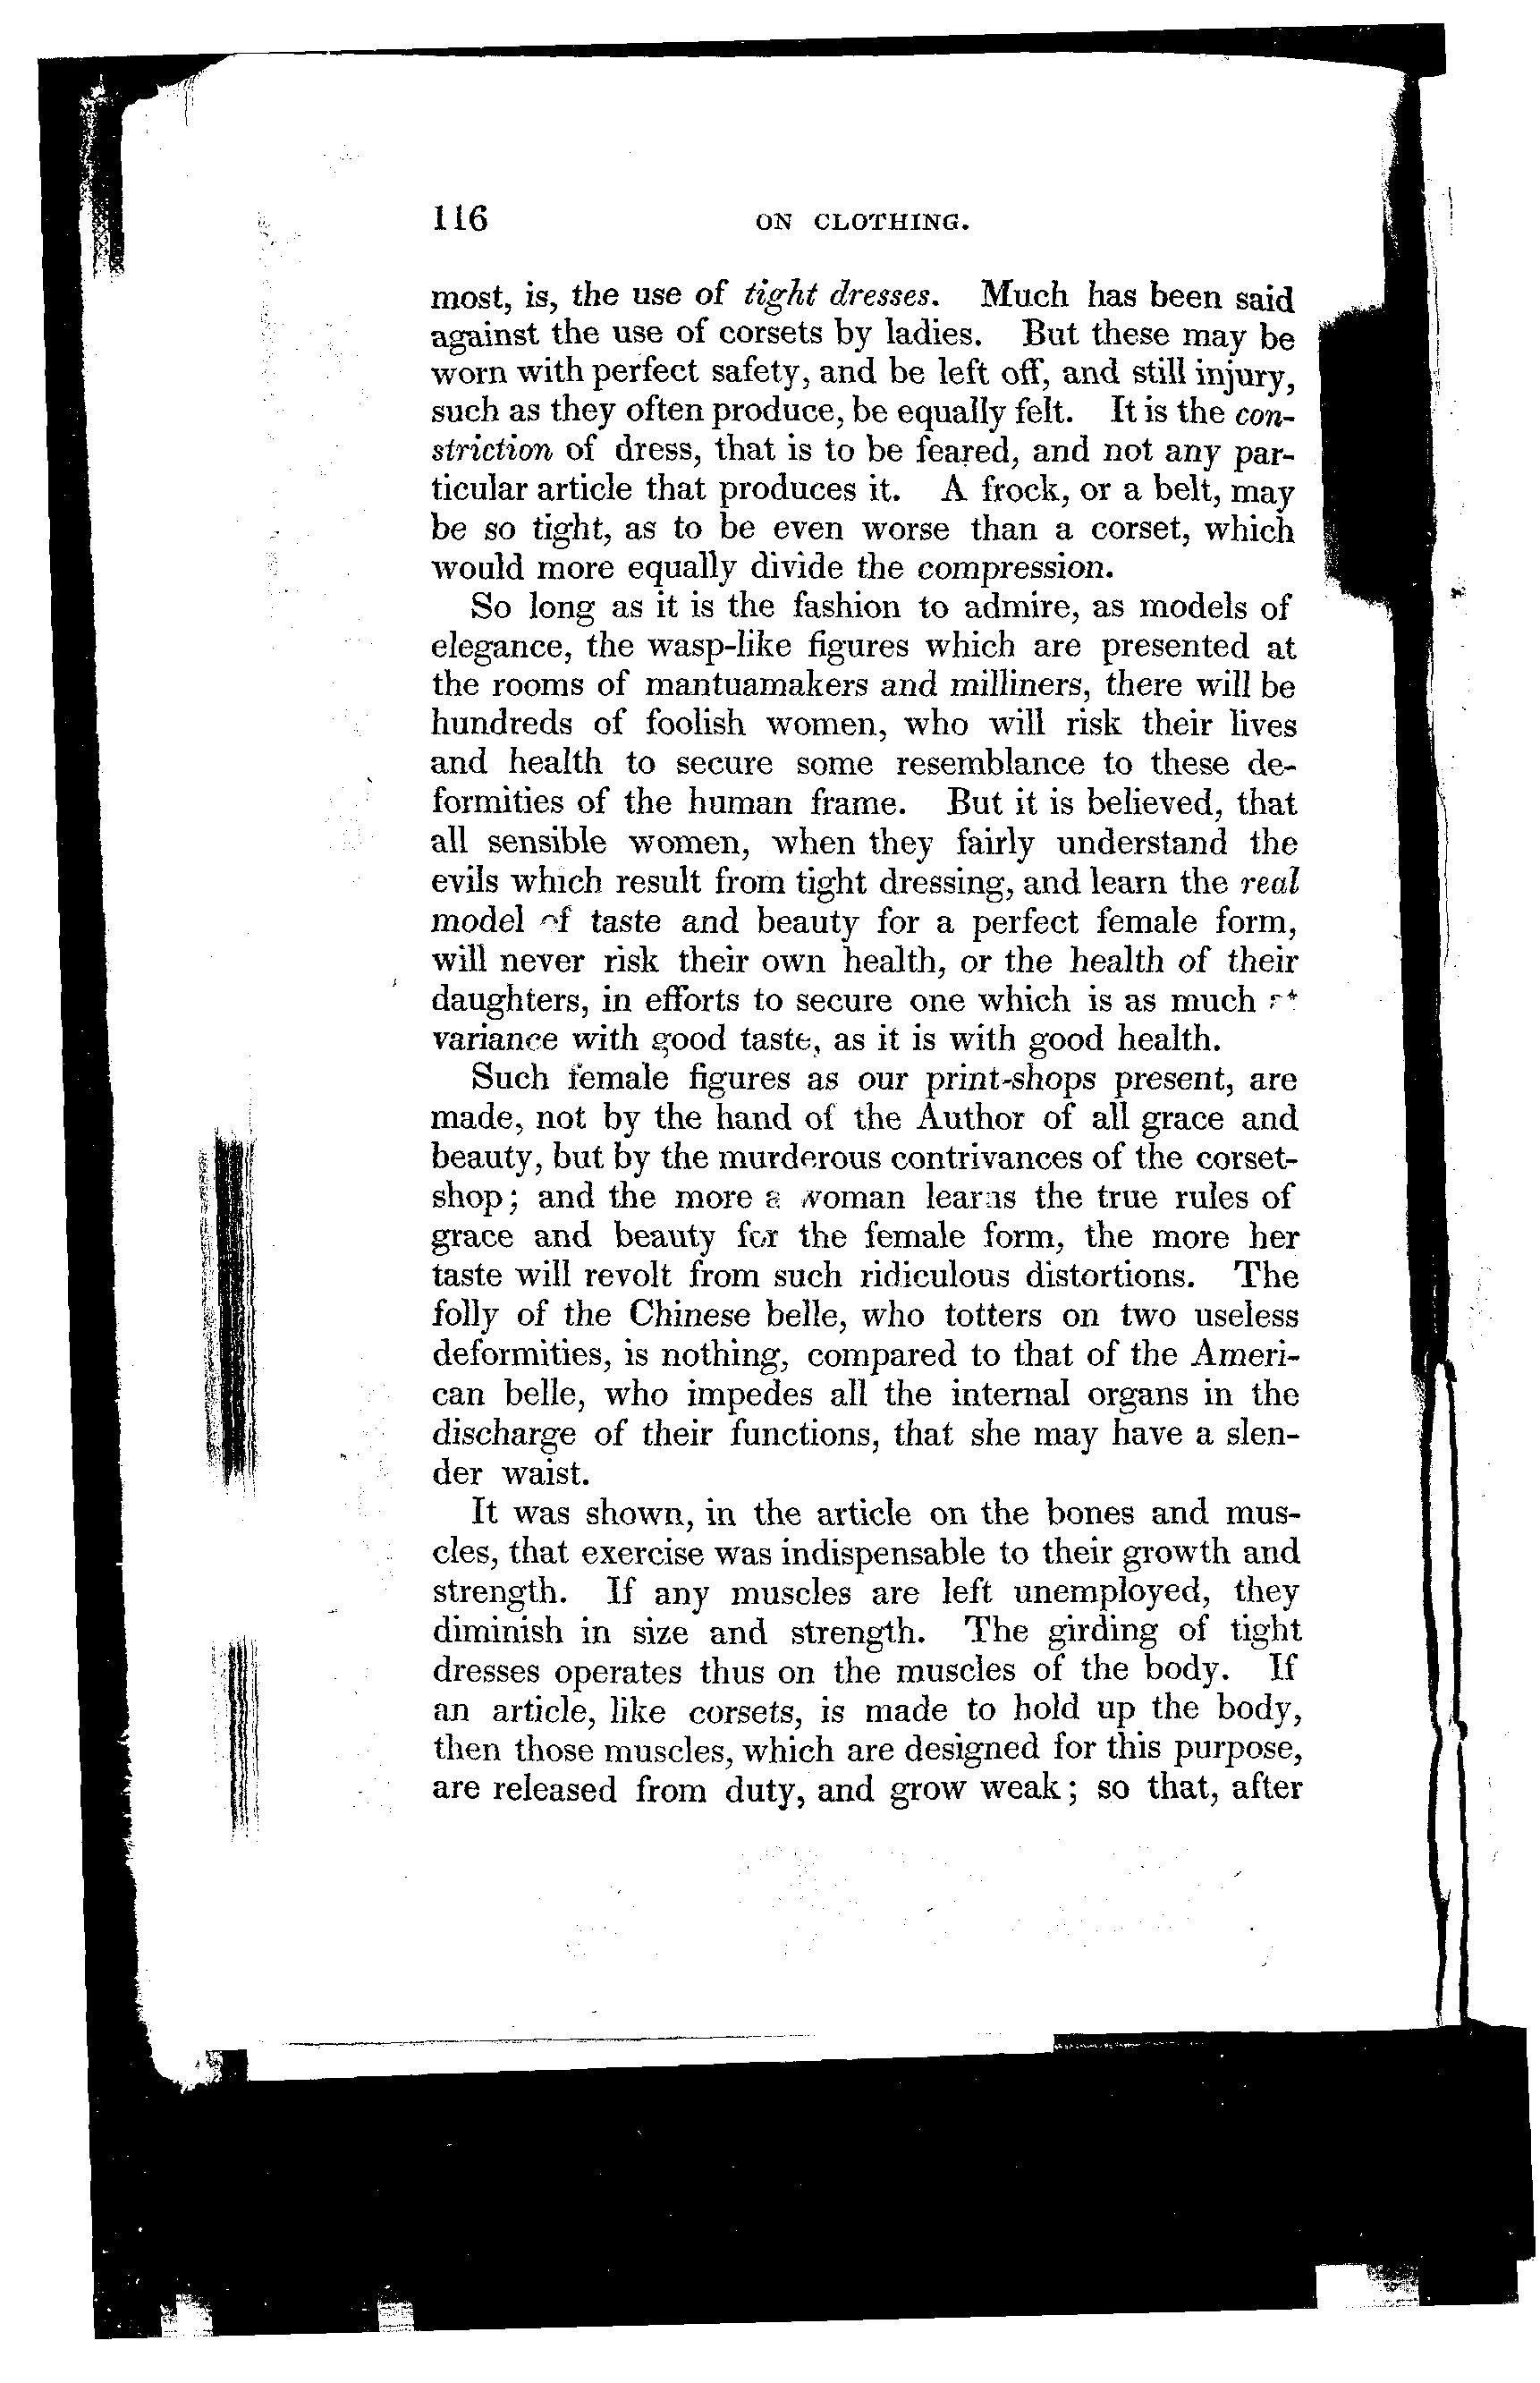 116 ON CLOTHING.
most, is, the use of tight dresses. Much has been said
against the use of corsets by ladies. But these may be
worn with perfect safety, and be left off, and still injury,
such as they often produce, be equally felt. It is the con-
striction of dress, that is to be feared, and not any par-
ticular article that produces it. A frock, or a belt, may
be so tight, as to be even worse than a corset, which
would more equally divide the compression.
So long as it is the fashion to admire, as models of
elegance, the wasp-like figures which are presented at
the rooms of mantuamakers and milliners, there will be
hundreds of foolish women, who will risk their lives
and health to secure some resemblance to these de-
formities of the human frame. But it is believed, that
all sensible women, when they fairly understand the
evils which result from tight dressing, and learn the real
model of taste and beauty for a perfect female form,
will never risk their own health, or the health of their
daughters, in efforts to secure one which is as much at
variance with good taste, as it is with good health.
Such female figures as our print-shops present, are
made, not by the hand of the Author of all grace and
beauty, but by the murderous contrivances of the corset-
shop; and the more a woman learns the true rules of
grace and beauty for the female form, the more her
taste will revolt from such ridiculous distortions. The
folly of the Chinese belle, who totters on two useless
deformities, is nothing, compared to that of the Ameri-
can belle, who impedes all the internal organs in the
discharge of their functions, that she may have a slen-
der waist.
It was shown, in the article on the bones and mus-
cles, that exercise was indispensable to their growth and
strength. If any muscles are left unemployed, they
diminish in size and strength. The girding of tight
dresses operates thus on the muscles of the body. If
an article, like corsets, is made to hold up the body,
then those muscles, which are designed for this purpose,
are released from duty, and grow weak; so that, after